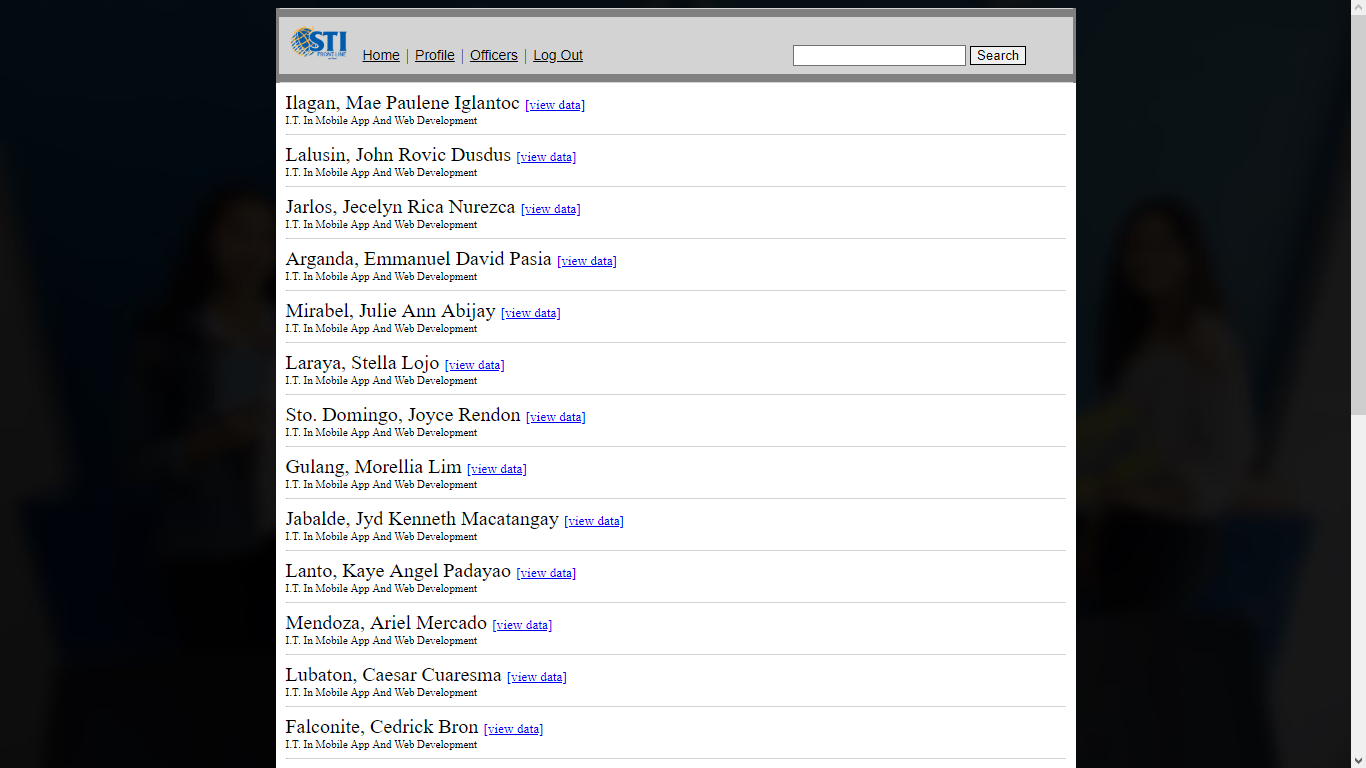 STI
FRONT LINE
Home | Profile | Officers | Log Out
Search
Ilagan, Mae Paulene Iglantoc [view data]
I.T. In Mobile App And Web Development
Lalusin, John Rovic Dusdus [view data]
I.T. In Mobile App And Web Development
Jarlos, Jecelyn Rica Nurezca [view data]
I.T. In Mobile App And Web Development
Arganda, Emmanuel David Pasia [view data]
I.T. In Mobile App And Web Development
Mirabel, Julie Ann Abijay [view data]
I.T. In Mobile App And Web Development
Laraya, Stella Lojo [view data]
I.T. In Mobile App And Web Development
Sto. Domingo, Joyce Rendon [view data]
I.T. In Mobile App And Web Development
Gulang, Morellia Lim [view data]
I.T. In Mobile App And Web Development
Jabalde, Jyd Kenneth Macatangay [view data]
I.T. In Mobile App And Web Development
Lanto, Kaye Angel Padayao [view data]
I.T. In Mobile App And Web Development
Mendoza, Ariel Mercado [view data]
I.T. In Mobile App And Web Development
Lubaton, Caesar Cuaresma [view data]
I.T. In Mobile App And Web Development
Falconite, Cedrick Bron [view data]
I.T. In Mobile App And Web Development